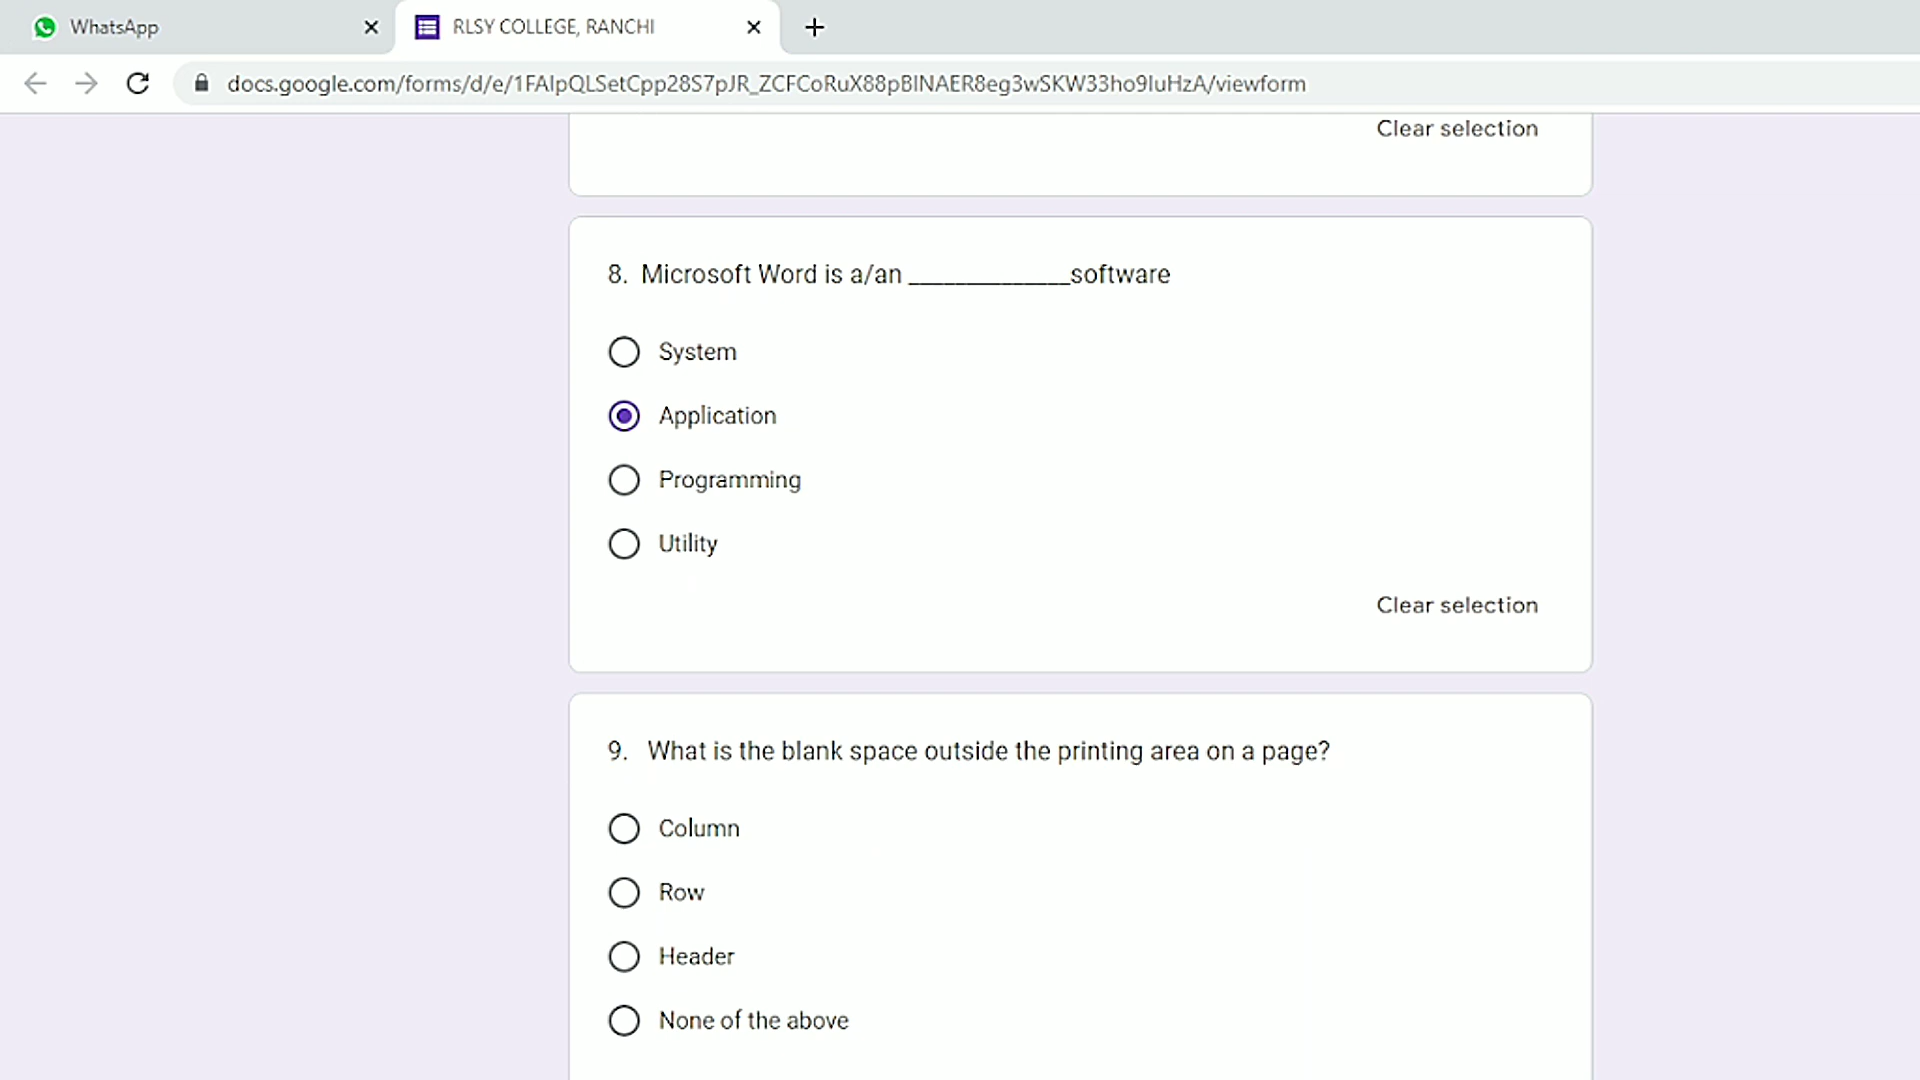 WhatsApp
RLSY COLLEGE, RANCHI
docs.google.com/forms/d/e/1FAIpQLSetCpp28S7pJR_ZCFCoRuX88pBINAER8eg3wSKW33ho9IuHzA/viewform
Clear selection
8. Microsoft Word is a/an _____________software
System
Application
Programming
Utility
Clear selection
9. What is the blank space outside the printing area on a page?
Column
Row
Header
None of the above